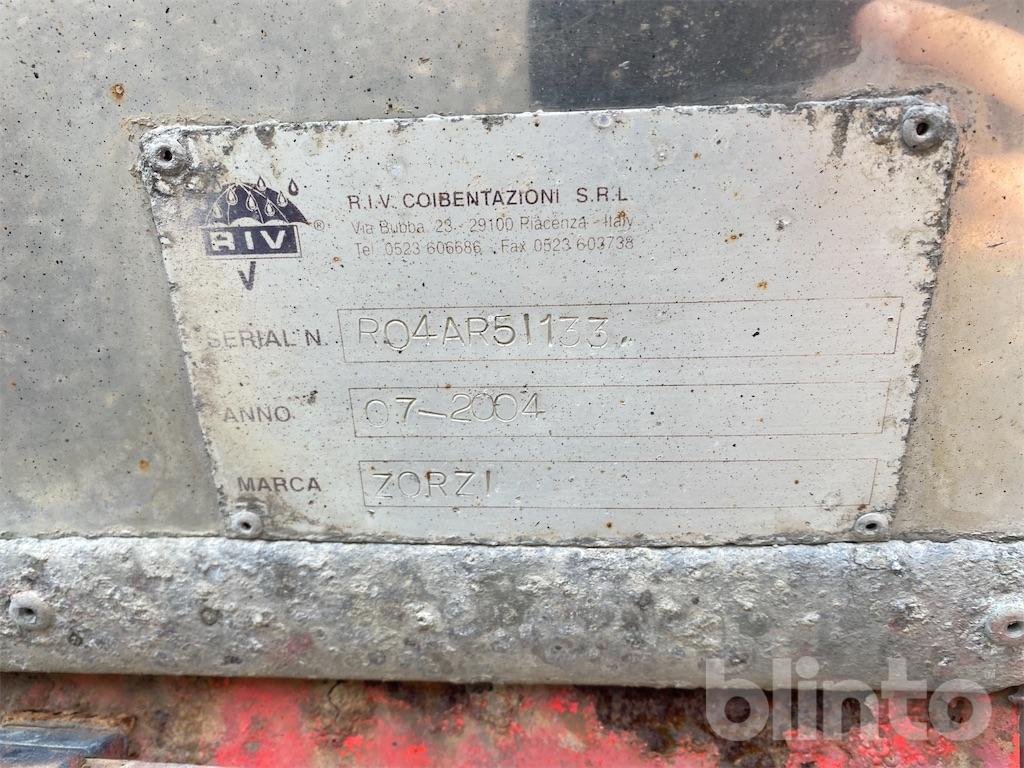 R.I.V. COIBENTAZIONI S.R.L.
Via Bubba 23 - 29100 Piacenza - Italy
Tel. 0523 606686 . Fax 0523 603738
RIV ®
V
SERIAL N. R04AR51133
ANNO 07-2004
MARCA ZORZI
blinto